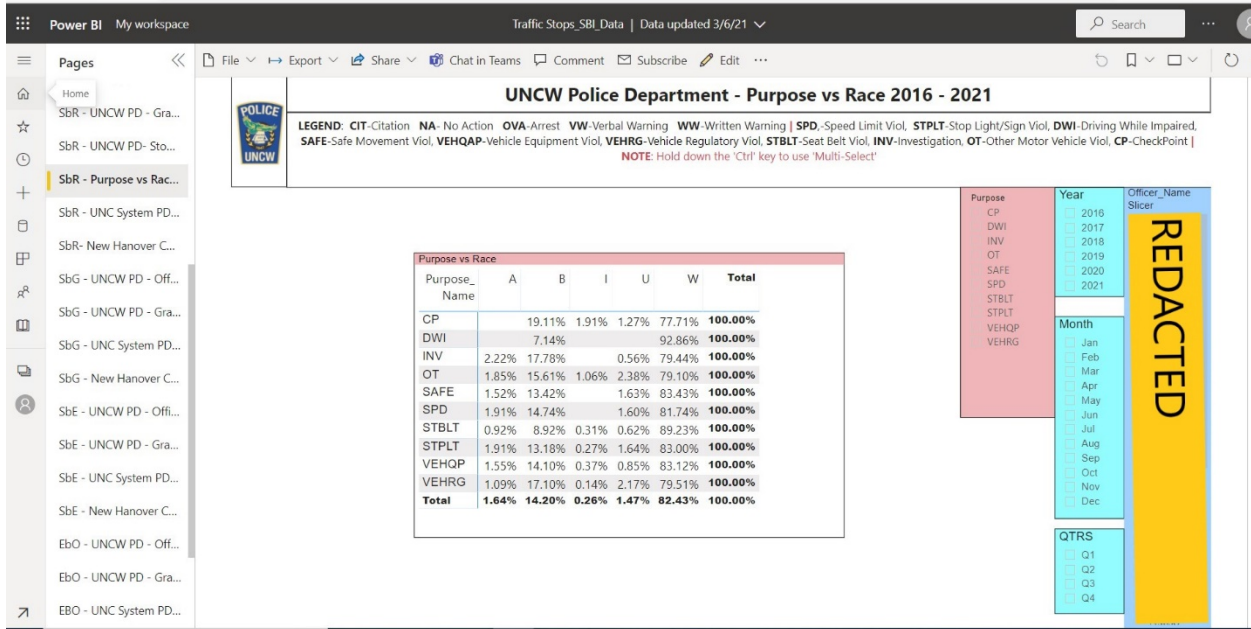 Power BI My workspace
Traffic Stops_SBI_Data | Data updated 3/6/21
Search
Pages
File Export Share Chat in Teams Comment Subscribe Edit
Home
SbR - UNCW PD - Gra...
SbR - UNCW PD- Sto...
SbR - Purpose vs Rac...
SbR - UNC System PD...
SbR- New Hanover C...
SbG - UNCW PD - Off...
SbG - UNCW PD - Gra...
SbG - UNC System PD...
SbG - New Hanover C...
SbE - UNCW PD - Offi...
SbE - UNCW PD - Gra...
SbE - UNC System PD...
SbE - New Hanover C...
EbO - UNCW PD - Off...
EbO - UNCW PD - Gra...
EBO - UNC System PD...
POLICE
UNCW
UNCW Police Department - Purpose vs Race 2016 - 2021
LEGEND: CIT-Citation NA- No Action OVA-Arrest VW-Verbal Warning WW-Written Warning | SPD,-Speed Limit Viol, STPLT-Stop Light/Sign Viol, DWI-Driving While Impaired,
SAFE-Safe Movement Viol, VEHQAP-Vehicle Equipment Viol, VEHRG-Vehicle Regulatory Viol, STBLT-Seat Belt Viol, INV-Investigation, OT-Other Motor Vehicle Viol, CP-CheckPoint |
NOTE: Hold down the 'Ctrl' key to use 'Multi-Select'
Purpose vs Race
Purpose_ A B I U W Total
Name
CP 19.11% 1.91% 1.27% 77.71% 100.00%
DWI 7.14% 92.86% 100.00%
INV 2.22% 17.78% 0.56% 79.44% 100.00%
OT 1.85% 15.61% 1.06% 2.38% 79.10% 100.00%
SAFE 1.52% 13.42% 1.63% 83.43% 100.00%
SPD 1.91% 14.74% 1.60% 81.74% 100.00%
STBLT 0.92% 8.92% 0.31% 0.62% 89.23% 100.00%
STPLT 1.91% 13.18% 0.27% 1.64% 83.00% 100.00%
VEHQP 1.55% 14.10% 0.37% 0.85% 83.12% 100.00%
VEHRG 1.09% 17.10% 0.14% 2.17% 79.51% 100.00%
Total 1.64% 14.20% 0.26% 1.47% 82.43% 100.00%
Purpose
CP
DWI
INV
OT
SAFE
SPD
STBLT
STPLT
VEHQP
VEHRG
Year
2016
2017
2018
2019
2020
2021
Month
Jan
Feb
Mar
Apr
May
Jun
Jul
Aug
Sep
Oct
Nov
Dec
QTRS
Q1
Q2
Q3
Q4
Officer_Name
Slicer
REDACTED